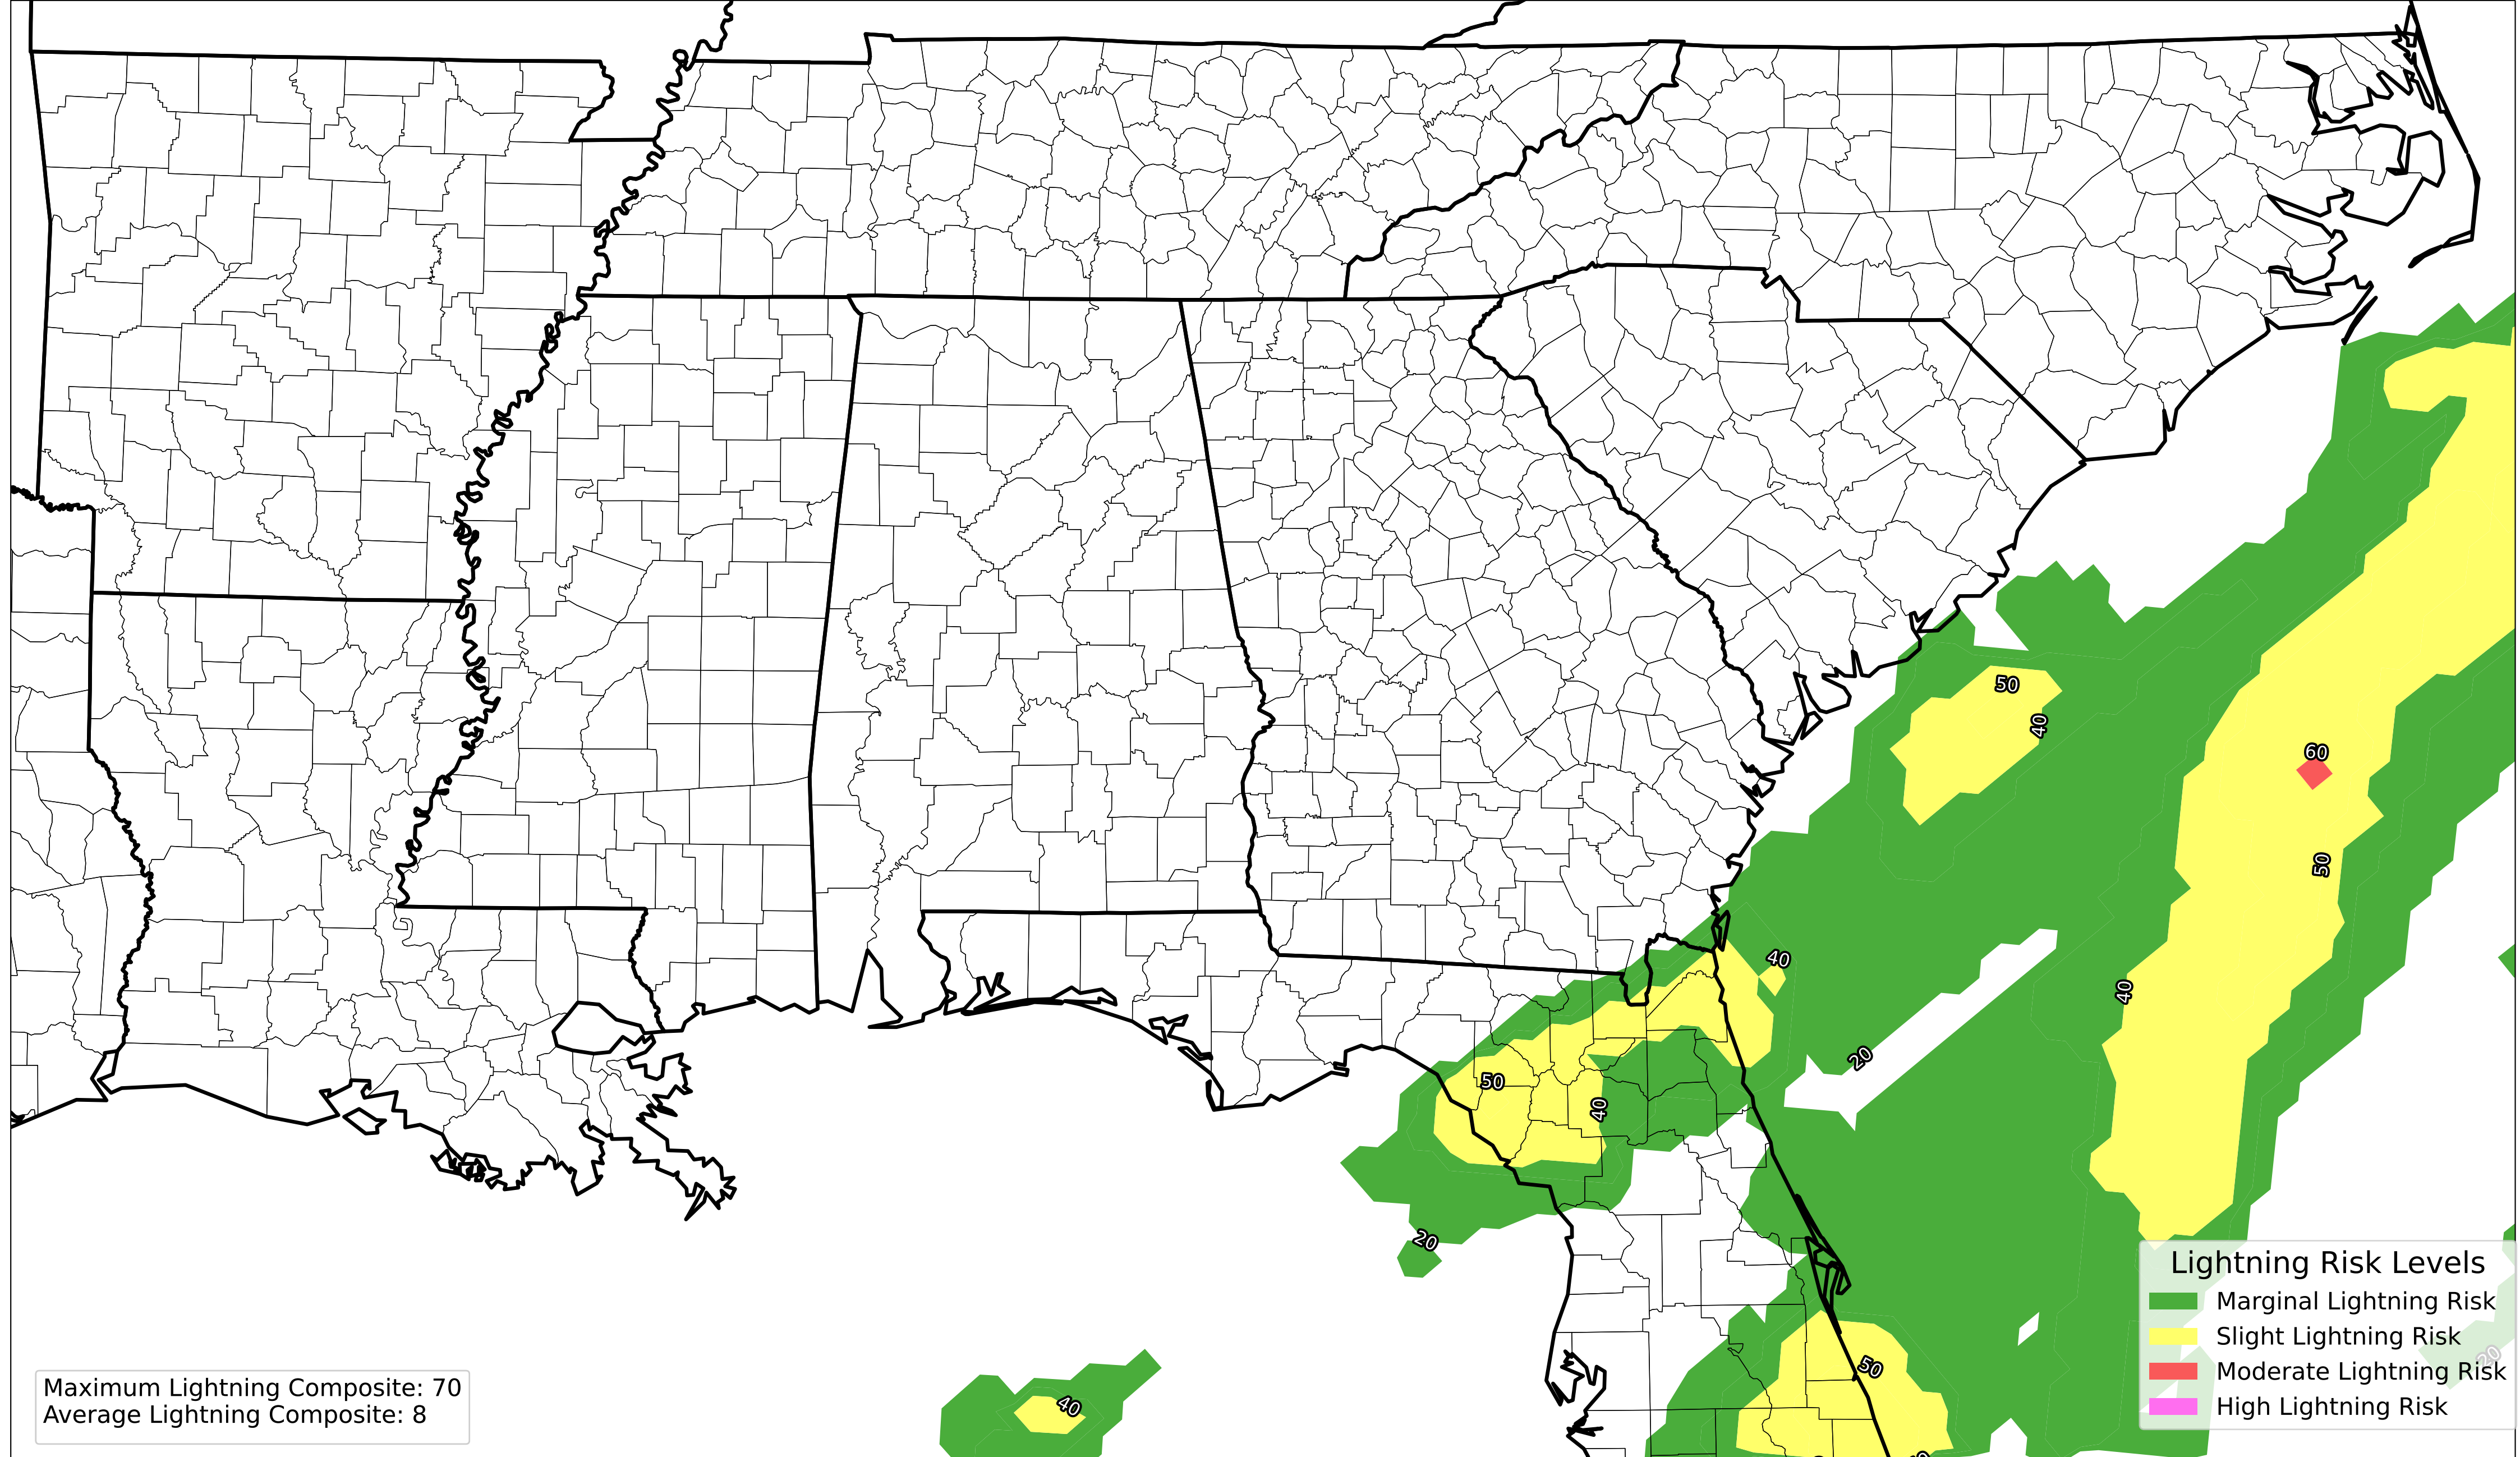 50
40
60
50
40
40
50
40
20
20
40
50
20
Lightning Risk Levels
Marginal Lightning Risk
Slight Lightning Risk
Moderate Lightning Risk
High Lightning Risk
Maximum Lightning Composite: 70
Average Lightning Composite: 8